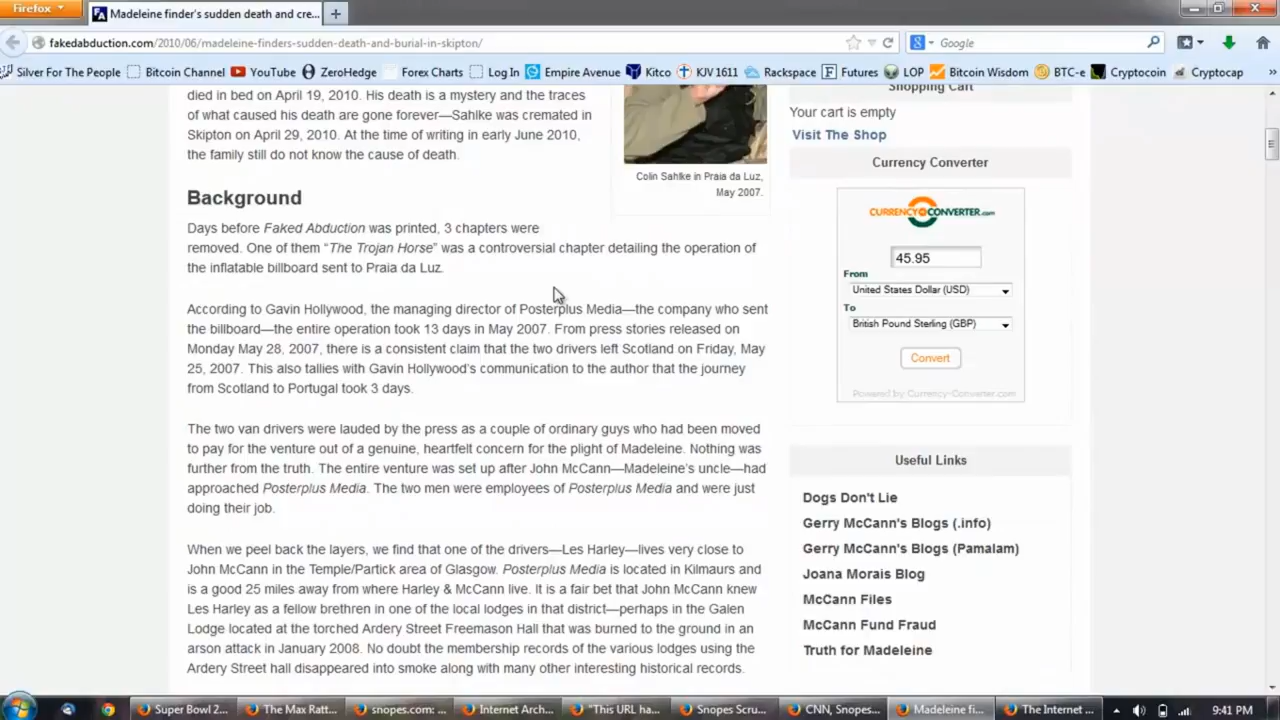 Firefox
Madeleine finder's sudden death and cre...
fakedabduction.com/2010/06/madeleine-finders-sudden-death-and-burial-in-skipton/
Google
Silver For The People Bitcoin Channel YouTube ZeroHedge Forex Charts Log In Empire Avenue Kitco KJV 1611 Rackspace Futures LOP Bitcoin Wisdom BTC-e Cryptocoin Cryptocap
died in bed on April 19, 2010. His death is a mystery and the traces
of what caused his death are gone forever—Sahlke was cremated in
Skipton on April 29, 2010. At the time of writing in early June 2010,
the family still do not know the cause of death.
Colin Sahlke in Praia da Luz,
May 2007.
Background
Days before Faked Abduction was printed, 3 chapters were
removed. One of them “The Trojan Horse” was a controversial chapter detailing the operation of
the inflatable billboard sent to Praia da Luz.
According to Gavin Hollywood, the managing director of Posterplus Media—the company who sent
the billboard—the entire operation took 13 days in May 2007. From press stories released on
Monday May 28, 2007, there is a consistent claim that the two drivers left Scotland on Friday, May
25, 2007. This also tallies with Gavin Hollywood's communication to the author that the journey
from Scotland to Portugal took 3 days.
The two van drivers were lauded by the press as a couple of ordinary guys who had been moved
to pay for the venture out of a genuine, heartfelt concern for the plight of Madeleine. Nothing was
further from the truth. The entire venture was set up after John McCann—Madeleine's uncle—had
approached Posterplus Media. The two men were employees of Posterplus Media and were just
doing their job.
When we peel back the layers, we find that one of the drivers—Les Harley—lives very close to
John McCann in the Temple/Partick area of Glasgow. Posterplus Media is located in Kilmaurs and
is a good 25 miles away from where Harley & McCann live. It is a fair bet that John McCann knew
Les Harley as a fellow brethren in one of the local lodges in that district—perhaps in the Galen
Lodge located at the torched Ardery Street Freemason Hall that was burned to the ground in an
arson attack in January 2008. No doubt the membership records of the various lodges using the
Ardery Street hall disappeared into smoke along with many other interesting historical records.
Shopping Cart
Your cart is empty
Visit The Shop
Currency Converter
CURRENCY CONVERTER.com
45.95
From
United States Dollar (USD)
To
British Pound Sterling (GBP)
Convert
Powered by Currency-Converter.com
Useful Links
Dogs Don't Lie
Gerry McCann's Blogs (.info)
Gerry McCann's Blogs (Pamalam)
Joana Morais Blog
McCann Files
McCann Fund Fraud
Truth for Madeleine
Super Bowl 2... The Max Ratt... snopes.com: ... Internet Arch... "This URL ha... Snopes Scru... CNN, Snopes... Madeleine fi... The Internet ... 9:41 PM